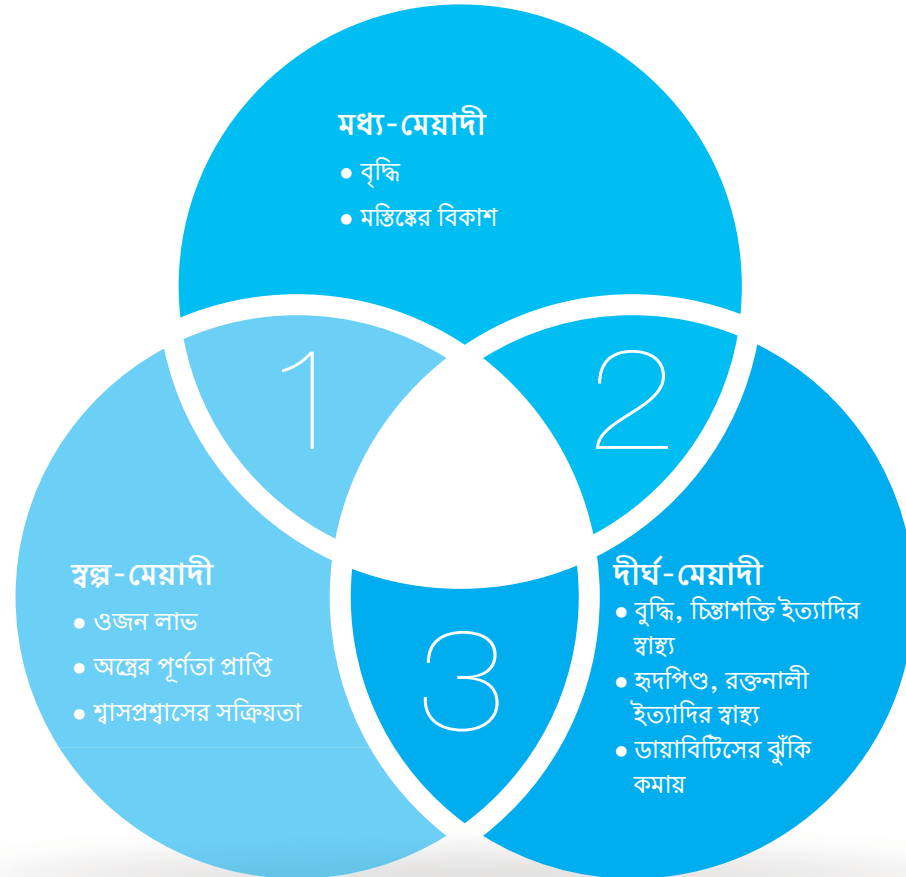 মধ্য-মেয়াদী
• বৃদ্ধি
• মস্তিষ্কের বিকাশ
1
2
স্বল্প-মেয়াদী
• ওজন লাভ
• অন্ত্রের পূর্ণতা প্রাপ্তি
• শ্বাসপ্রশ্বাসের সক্রিয়তা
3
দীর্ঘ-মেয়াদী
• বুদ্ধি, চিন্তাশক্তি ইত্যাদির
স্বাস্থ্য
• হৃদপিণ্ড, রক্তনালী
ইত্যাদির স্বাস্থ্য
• ডায়াবিটিসের ঝুঁকি
কমায়